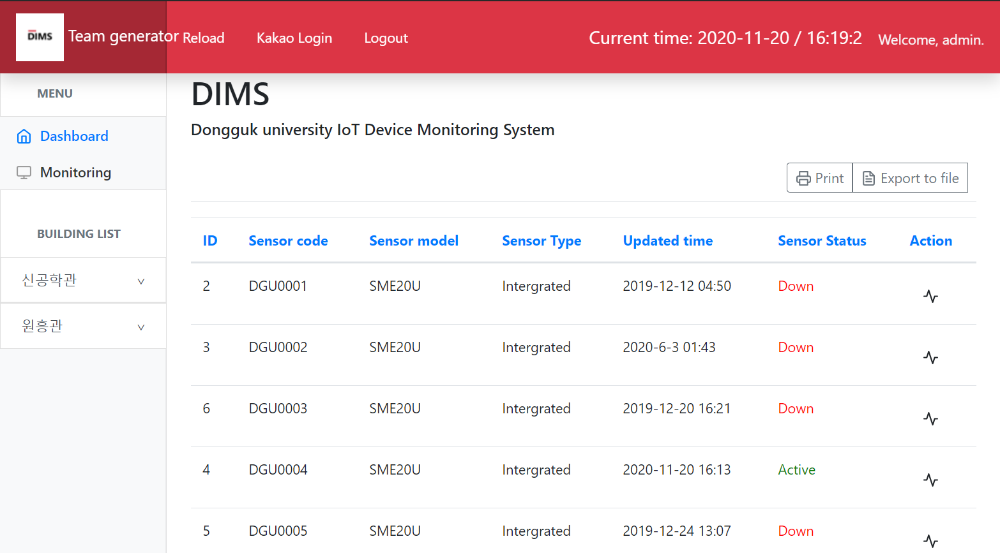 DIMS Team generator Reload Kakao Login Logout Current time: 2020-11-20 / 16:19:2 Welcome, admin.
MENU
Dashboard
Monitoring
BUILDING LIST
신공학관
원흥관
DIMS
Dongguk university IoT Device Monitoring System
Print Export to file
ID Sensor code Sensor model Sensor Type Updated time Sensor Status Action
2 DGU0001 SME20U Intergrated 2019-12-12 04:50 Down
3 DGU0002 SME20U Intergrated 2020-6-3 01:43 Down
6 DGU0003 SME20U Intergrated 2019-12-20 16:21 Down
4 DGU0004 SME20U Intergrated 2020-11-20 16:13 Active
5 DGU0005 SME20U Intergrated 2019-12-24 13:07 Down